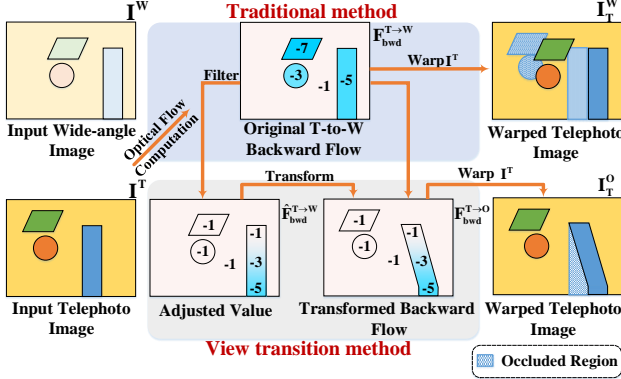 I^W
Traditional method
I_T^W
F_bwd^T→W
-7
-3
-5
-1
Filter
Warp I^T
Input Wide-angle
Image
Optical Flow
Computation
Original T-to-W
Backward Flow
Warped Telephoto
Image
I^T
Transform
Warp I^T
I_T^O
F̂_bwd^T→W
F_bwd^T→O
-1
-1
-1
-1
-3
-5
-1
-1
-1
-1
-3
-5
Input Telephoto
Image
Adjusted Value
Transformed Backward
Flow
Warped Telephoto
Image
View transition method
Occluded Region